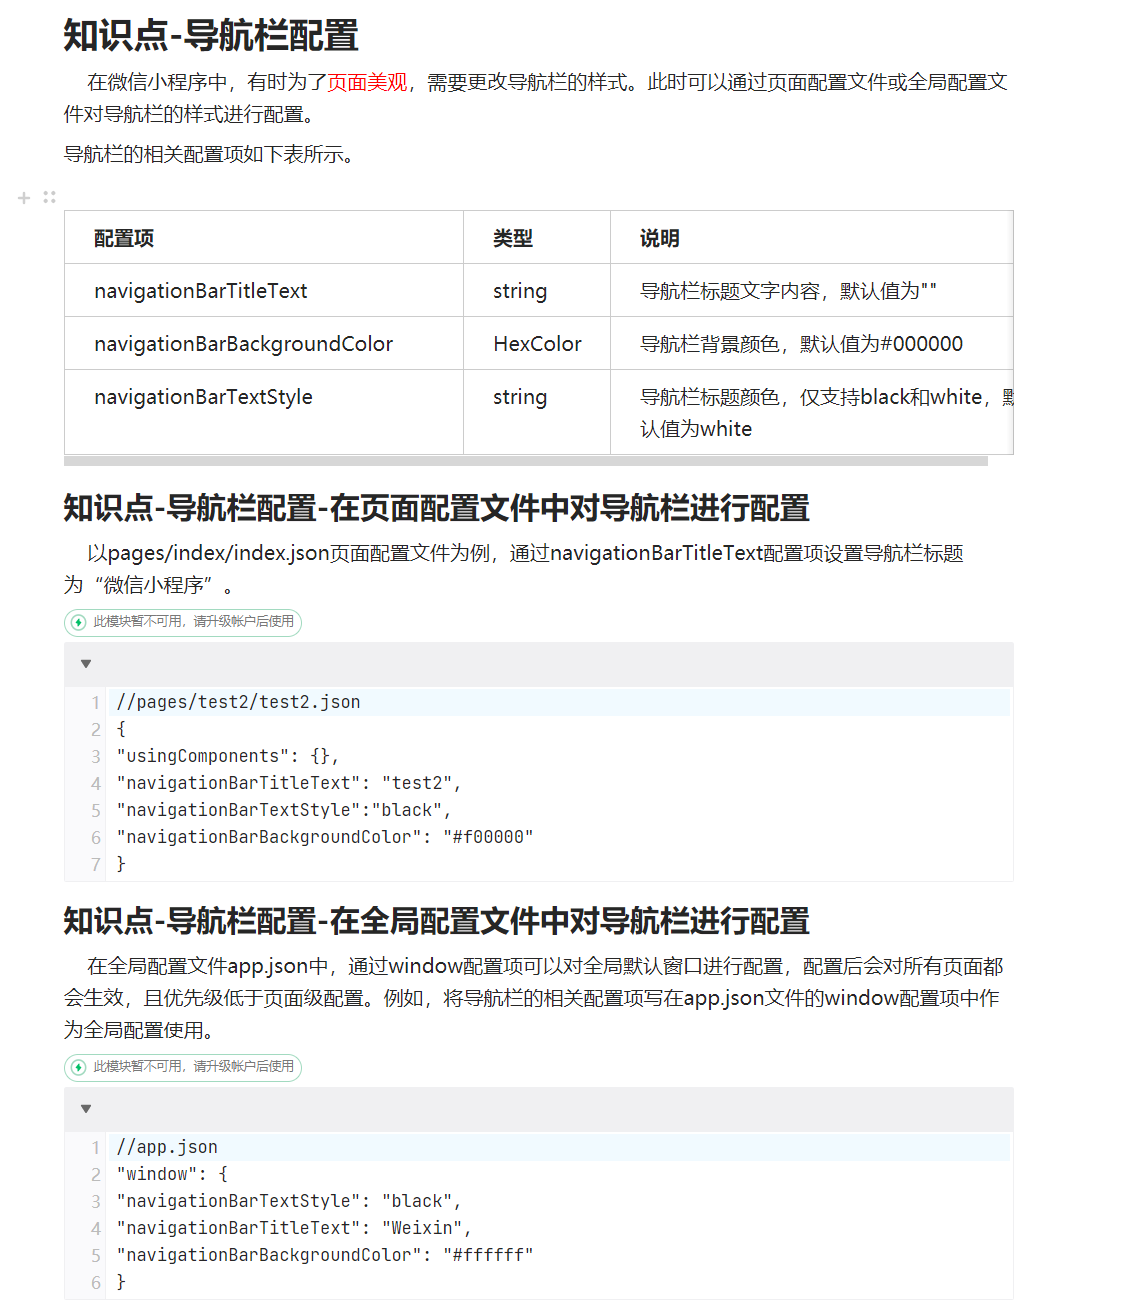 知识点-导航栏配置
在微信小程序中，有时为了页面美观，需要更改导航栏的样式。此时可以通过页面配置文件或全局配置文
件对导航栏的样式进行配置。
导航栏的相关配置项如下表所示。
配置项 类型 说明
navigationBarTitleText string 导航栏标题文字内容，默认值为""
navigationBarBackgroundColor HexColor 导航栏背景颜色，默认值为#000000
navigationBarTextStyle string 导航栏标题颜色，仅支持black和white，默
认值为white
知识点-导航栏配置-在页面配置文件中对导航栏进行配置
以pages/index/index.json页面配置文件为例，通过navigationBarTitleText配置项设置导航栏标题
为“微信小程序”。
此模块暂不可用，请升级帐户后使用
1 //pages/test2/test2.json
2 {
3 "usingComponents": {},
4 "navigationBarTitleText": "test2",
5 "navigationBarTextStyle":"black",
6 "navigationBarBackgroundColor": "#f00000"
7 }
知识点-导航栏配置-在全局配置文件中对导航栏进行配置
在全局配置文件app.json中，通过window配置项可以对全局默认窗口进行配置，配置后会对所有页面都
会生效，且优先级低于页面级配置。例如，将导航栏的相关配置项写在app.json文件的window配置项中作
为全局配置使用。
此模块暂不可用，请升级帐户后使用
1 //app.json
2 "window": {
3 "navigationBarTextStyle": "black",
4 "navigationBarTitleText": "Weixin",
5 "navigationBarBackgroundColor": "#ffffff"
6 }